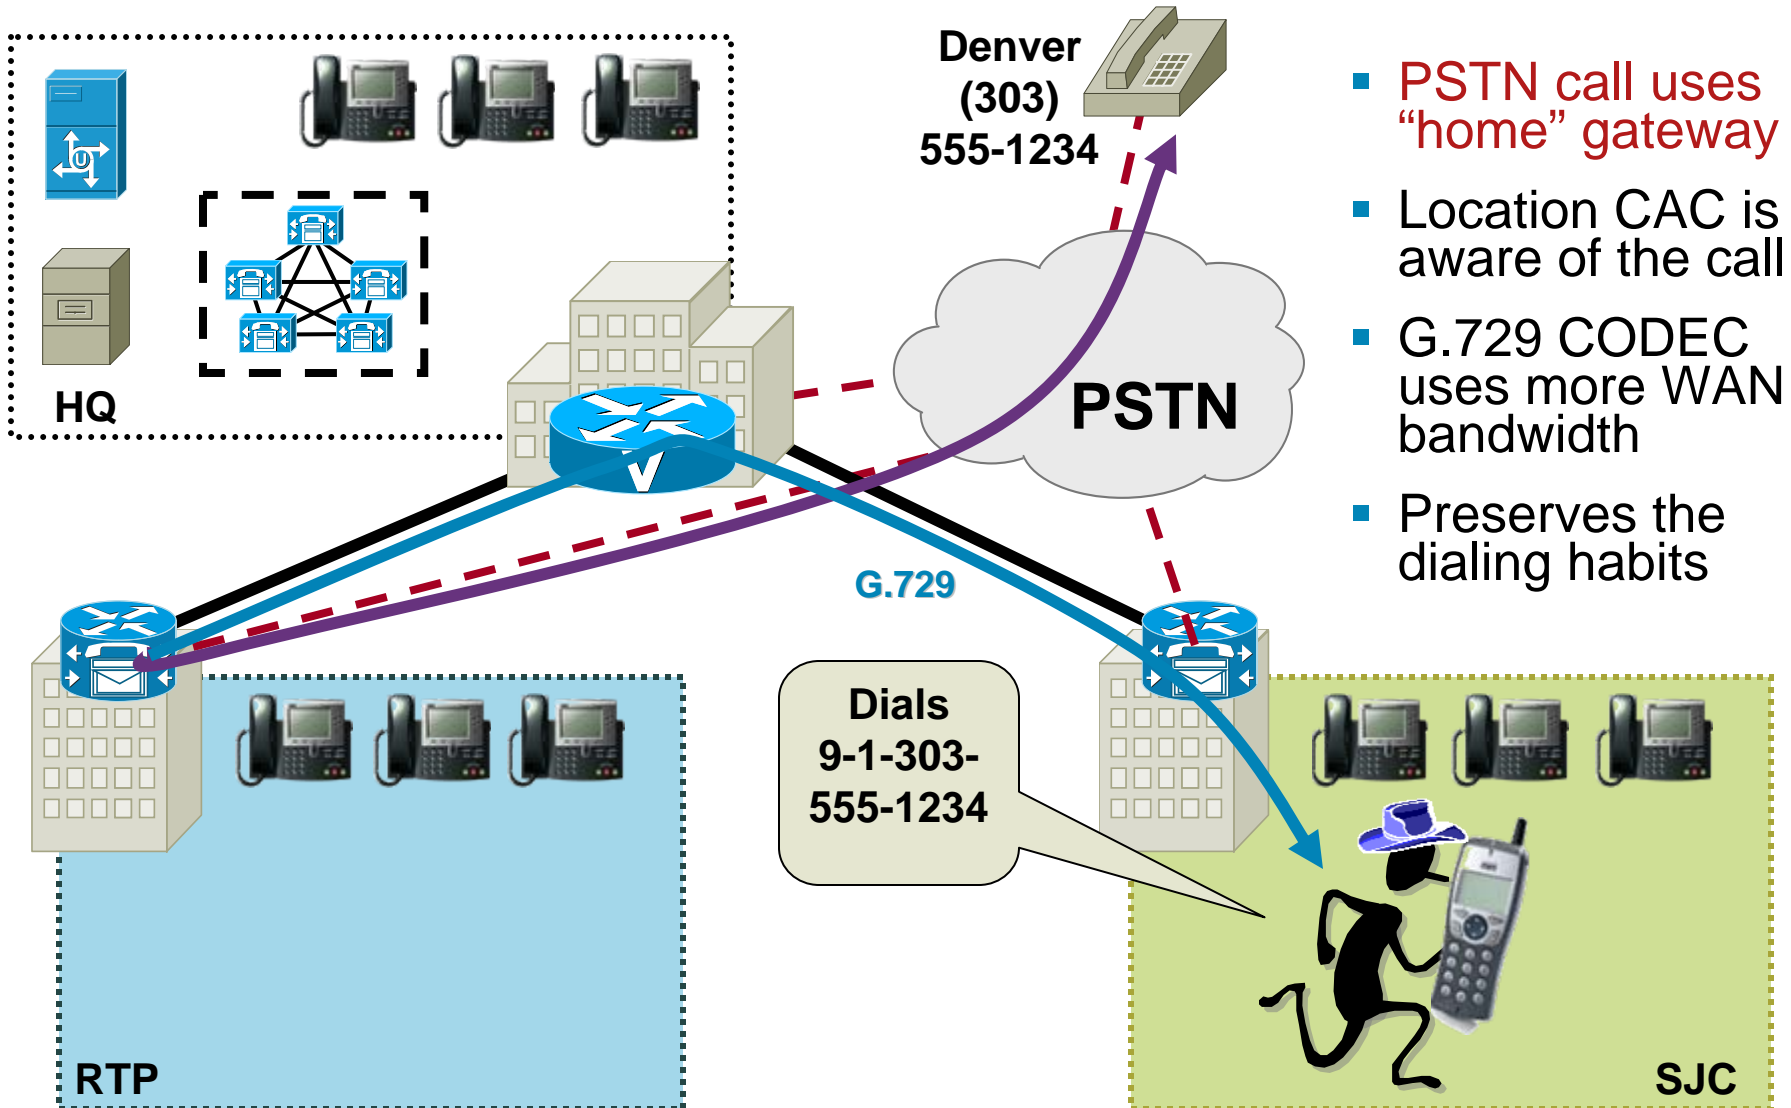 Denver
(303)
555-1234
PSTN call uses
“home” gateway
Location CAC is
aware of the call
G.729 CODEC
uses more WAN
bandwidth
Preserves the
dialing habits
U
HQ
PSTN
V
G.729
Dials
9-1-303-
555-1234
RTP
SJC